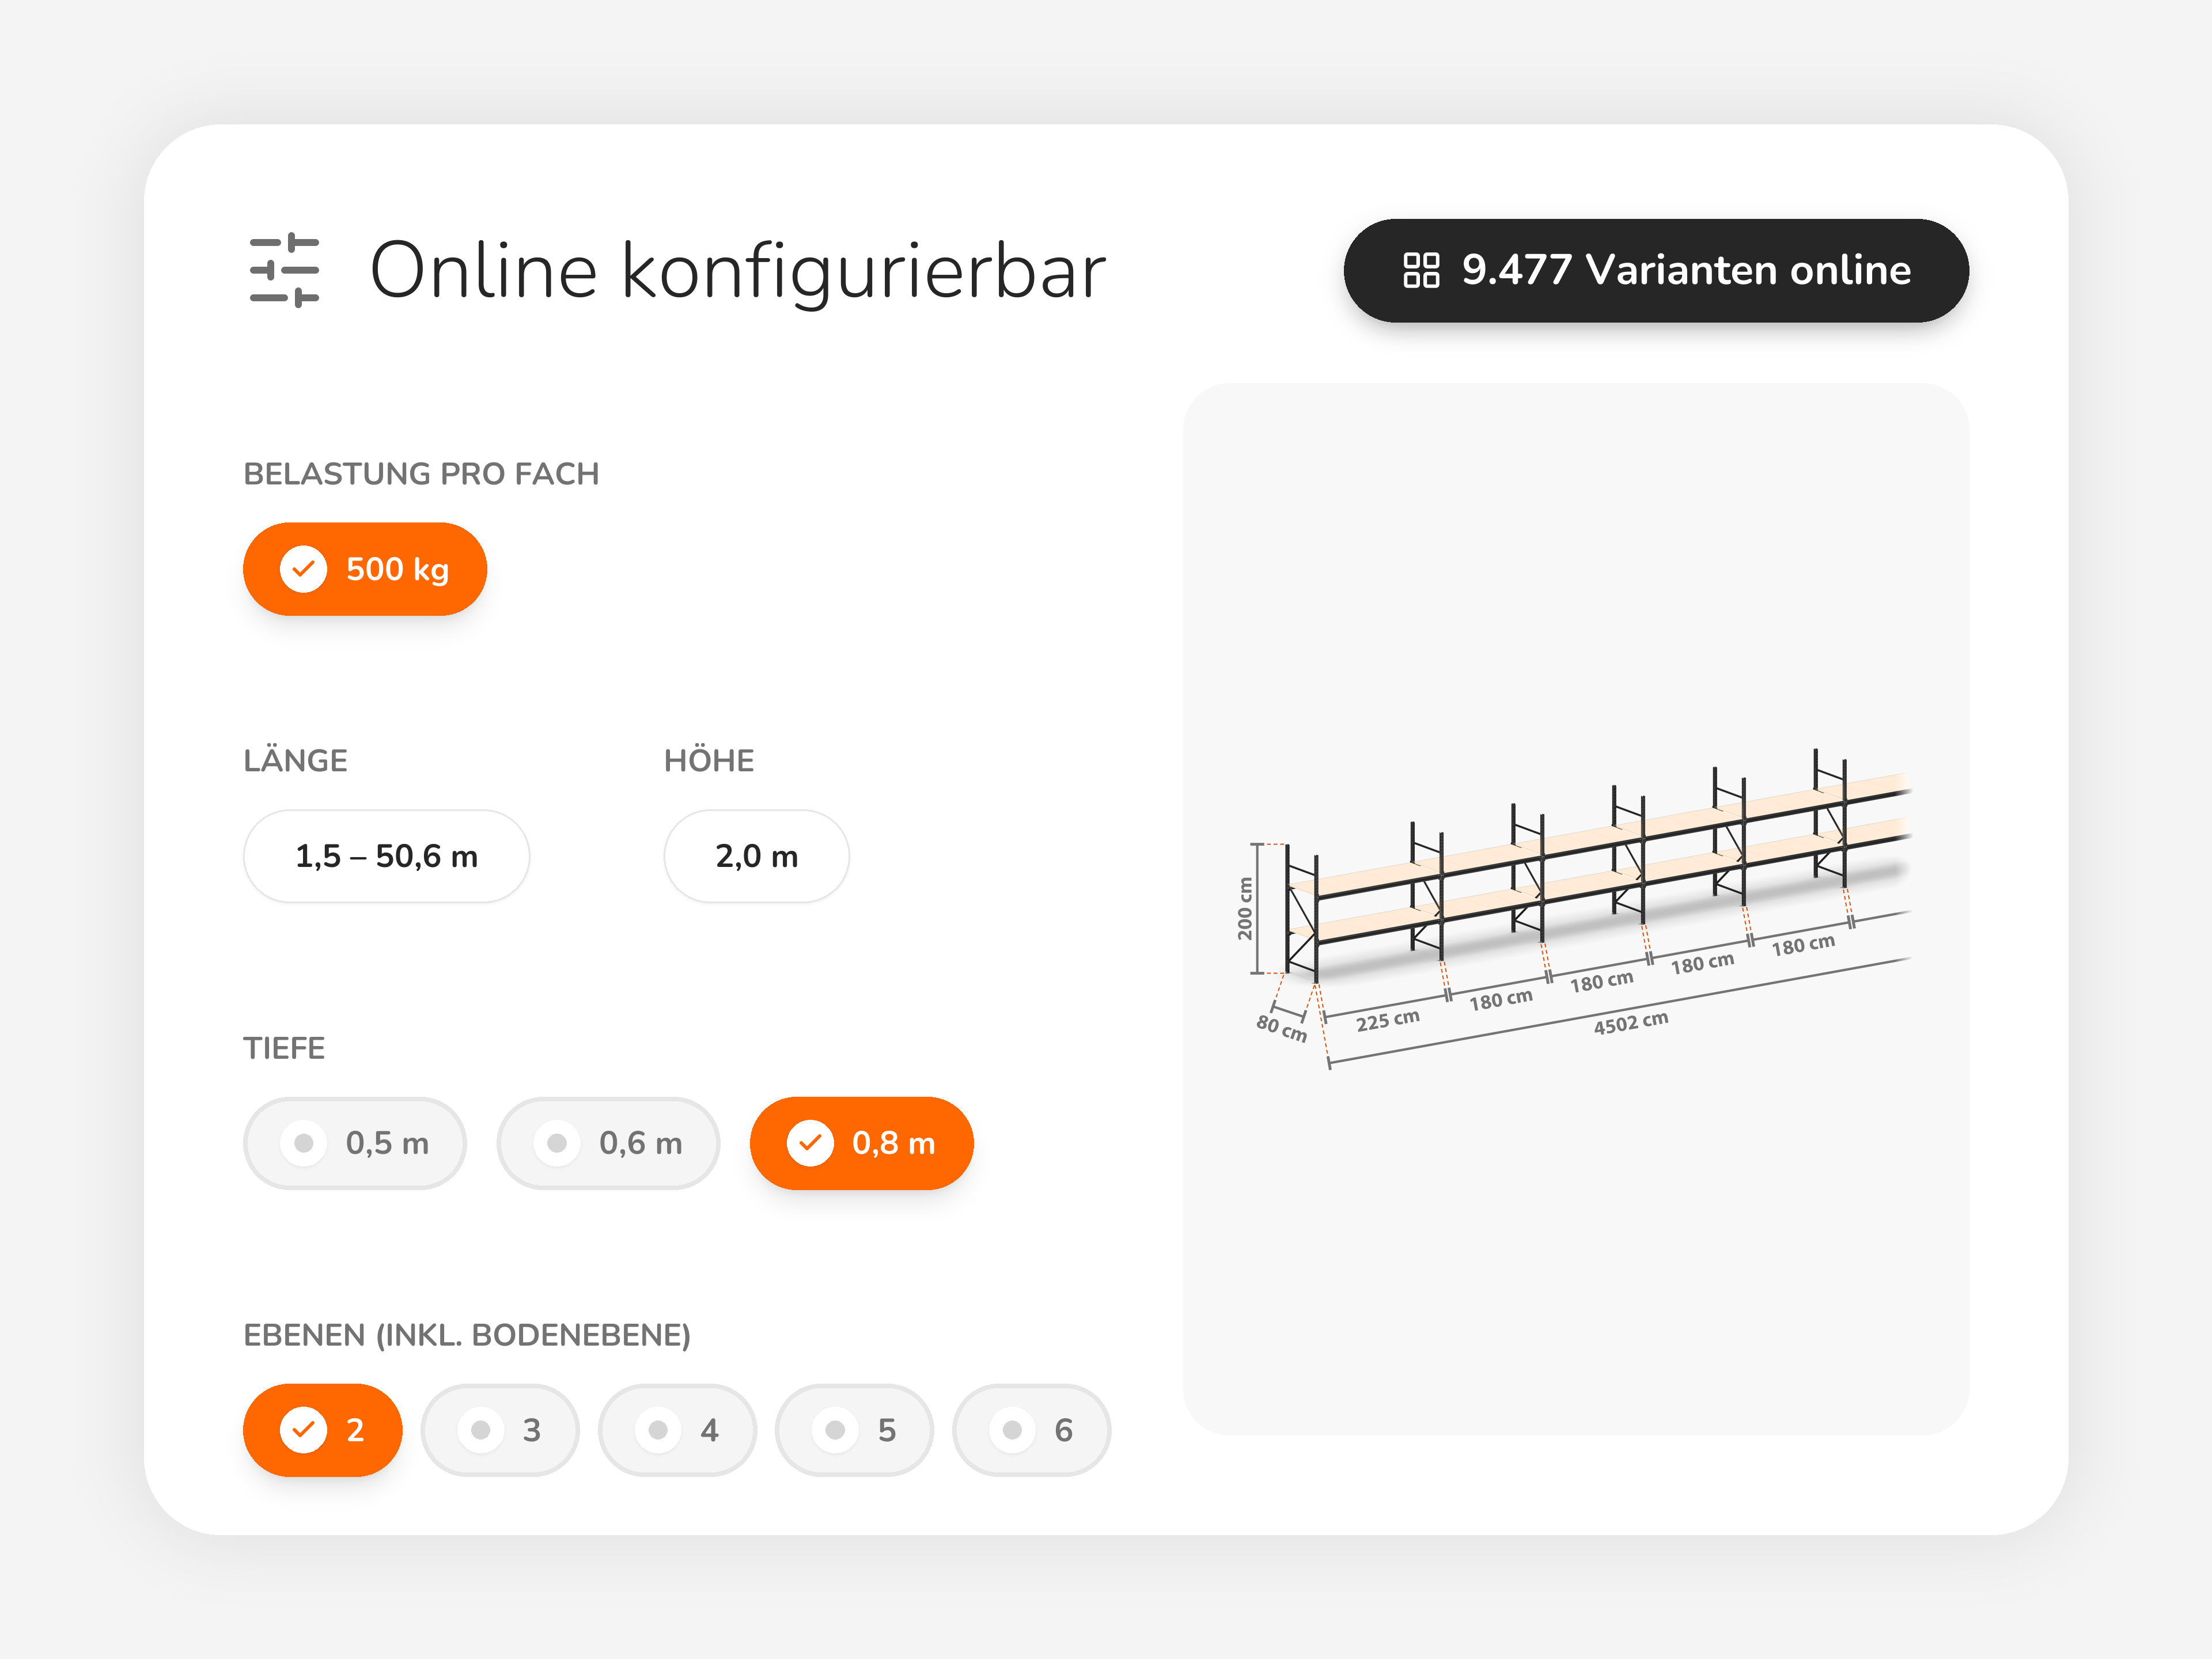 Online konfigurierbar
9.477 Varianten online
BELASTUNG PRO FACH
500 kg
LÄNGE
HÖHE
1,5 – 50,6 m
2,0 m
TIEFE
0,5 m
0,6 m
0,8 m
EBENEN (INKL. BODENEBENE)
2
3
4
5
6
200 cm
80 cm
225 cm
180 cm
180 cm
180 cm
180 cm
4502 cm